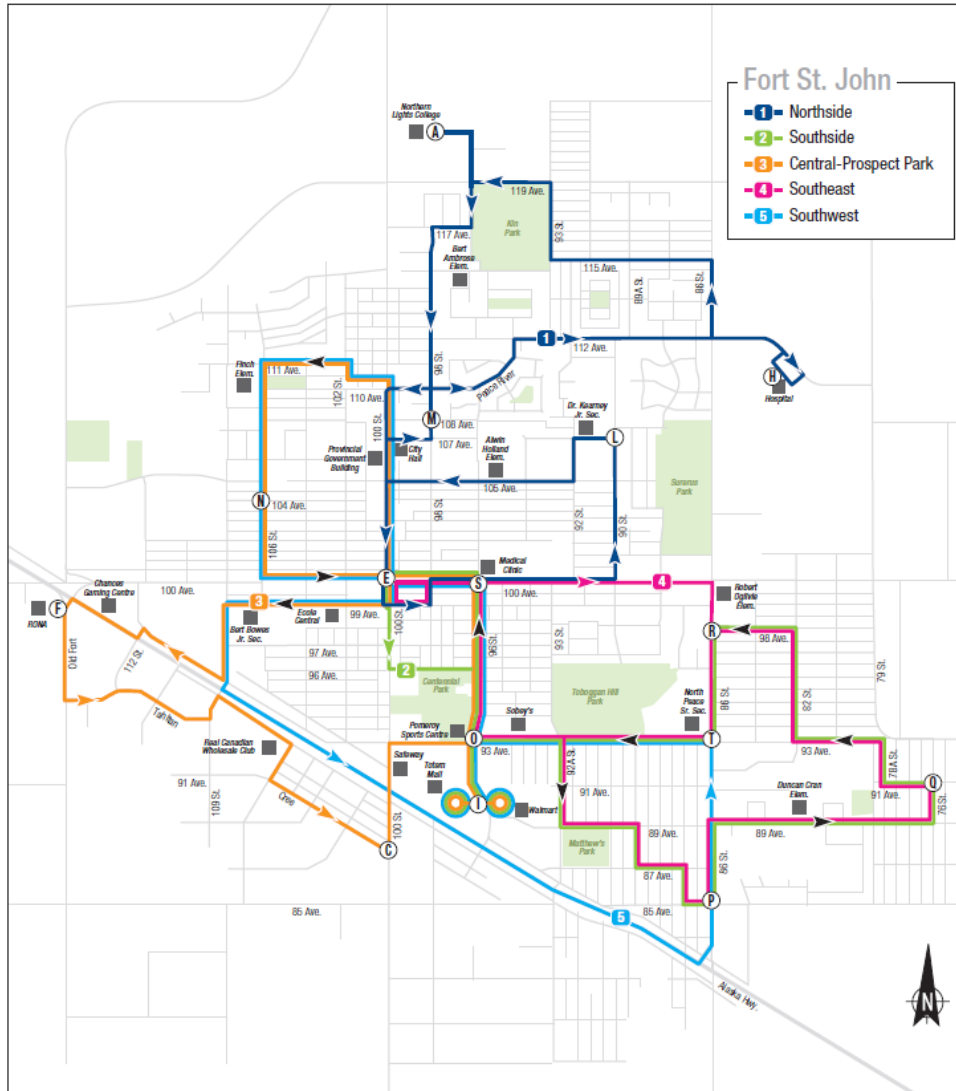 Fort St. John
1 Northside
2 Southside
3 Central-Prospect Park
4 Southeast
5 Southwest
Northern
Lights College
A
119 Ave.
Kin
Park
93 St.
117 Ave.
Bert
Ambrose
Elem.
115 Ave.
89A St.
86 St.
1
112 Ave.
H
Hospital
Finch
Elem.
111 Ave.
102 St.
110 Ave.
98 St.
Peace River
100 St.
M
108 Ave.
107 Ave.
Dr. Kearney
Jr. Sec.
L
Provincial
Government
Building
City
Hall
Alwin
Holland
Elem.
105 Ave.
Surerus
Park
N
104 Ave.
106 St.
98 St.
92 St.
90 St.
Medical
Clinic
E
S
4
100 Ave.
100 Ave.
Chances
Gaming Centre
F
RONA
3
99 Ave.
Ecole
Central
Bert Bowes
Jr. Sec.
100 St.
Robert
Ogilvie
Elem.
R
98 Ave.
Old Fort
112 St.
97 Ave.
96 Ave.
2
96 St.
93 St.
86 St.
82 St.
79 St.
Centennial
Park
Toboggan Hill
Park
North
Peace
Sr. Sec.
Tahltan
Pomeroy
Sports Centre
Sobey's
O
T
93 Ave.
93 Ave.
Real Canadian
Wholesale Club
Safeway
Totem
Mall
92A St.
78A St.
91 Ave.
109 St.
Cree
100 St.
I
Walmart
91 Ave.
Duncan Cran
Elem.
91 Ave.
Q
76 St.
89 Ave.
89 Ave.
C
Matthew's
Park
87 Ave.
86 St.
P
85 Ave.
5
85 Ave.
Alaska Hwy.
N